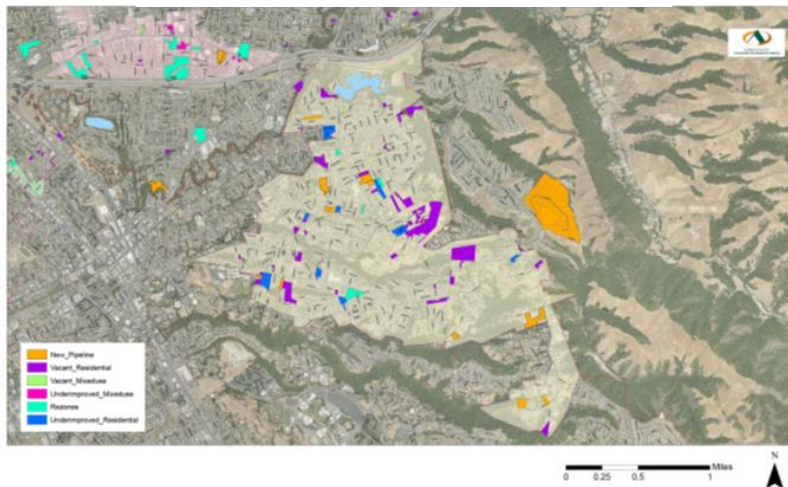 New_Pipeline
Vacant_Residential
Vacant_Mixeduse
Underimproved_Mixeduse
Rezones
Underimproved_Residential
N
Miles
0 0.25 0.5 1